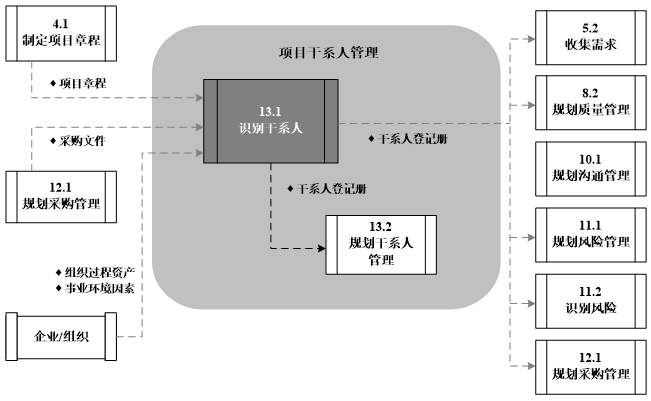 4.1
制定项目章程
♦ 项目章程
♦ 采购文件
12.1
规划采购管理
♦ 组织过程资产
♦ 事业环境因素
企业/组织
项目干系人管理
13.1
识别干系人
♦ 干系人登记册
♦ 干系人登记册
13.2
规划干系人
管理
5.2
收集需求
8.2
规划质量管理
10.1
规划沟通管理
11.1
规划风险管理
11.2
识别风险
12.1
规划采购管理